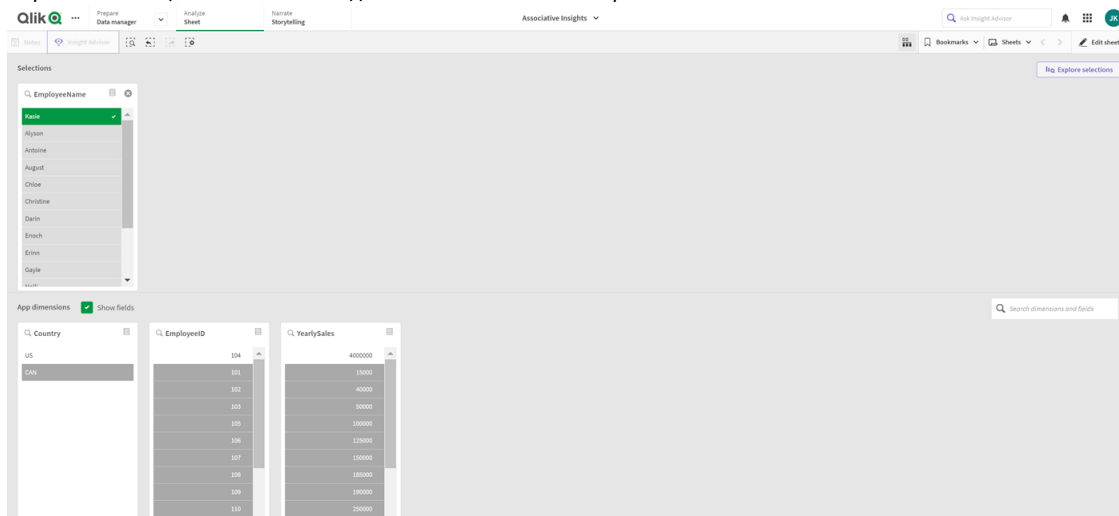 Qlik
Prepare
Data manager
Analyze
Sheet
Narrate
Storytelling
Associative Insights
Ask Insight Advisor
JK
Notes
Insight Advisor
Bookmarks
Sheets
Edit sheet
Selections
Explore selections
EmployeeName
Kasie
Alyson
Antoine
August
Chloe
Christine
Darin
Enoch
Erinn
Gayle
App dimensions
Show fields
Search dimensions and fields
Country
US
CAN
EmployeeID
104
101
102
103
105
106
107
108
109
110
YearlySales
4000000
15000
40000
50000
100000
125000
150000
185000
190000
250000